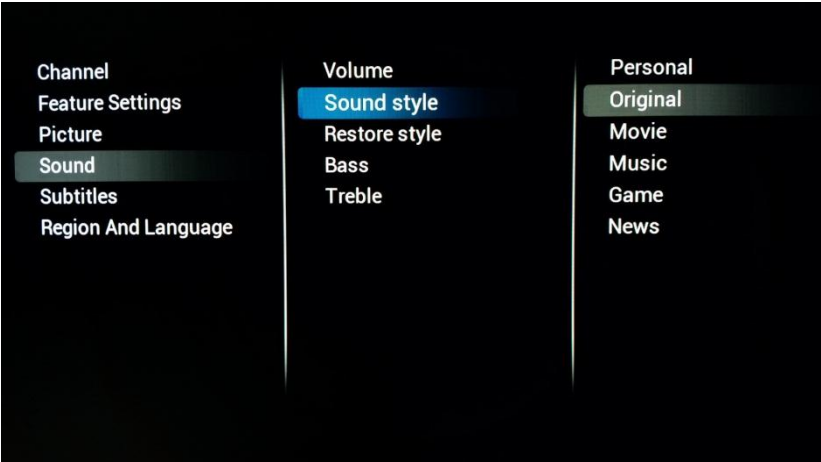 Channel
Feature Settings
Picture
Sound
Subtitles
Region And Language
Volume
Sound style
Restore style
Bass
Treble
Personal
Original
Movie
Music
Game
News